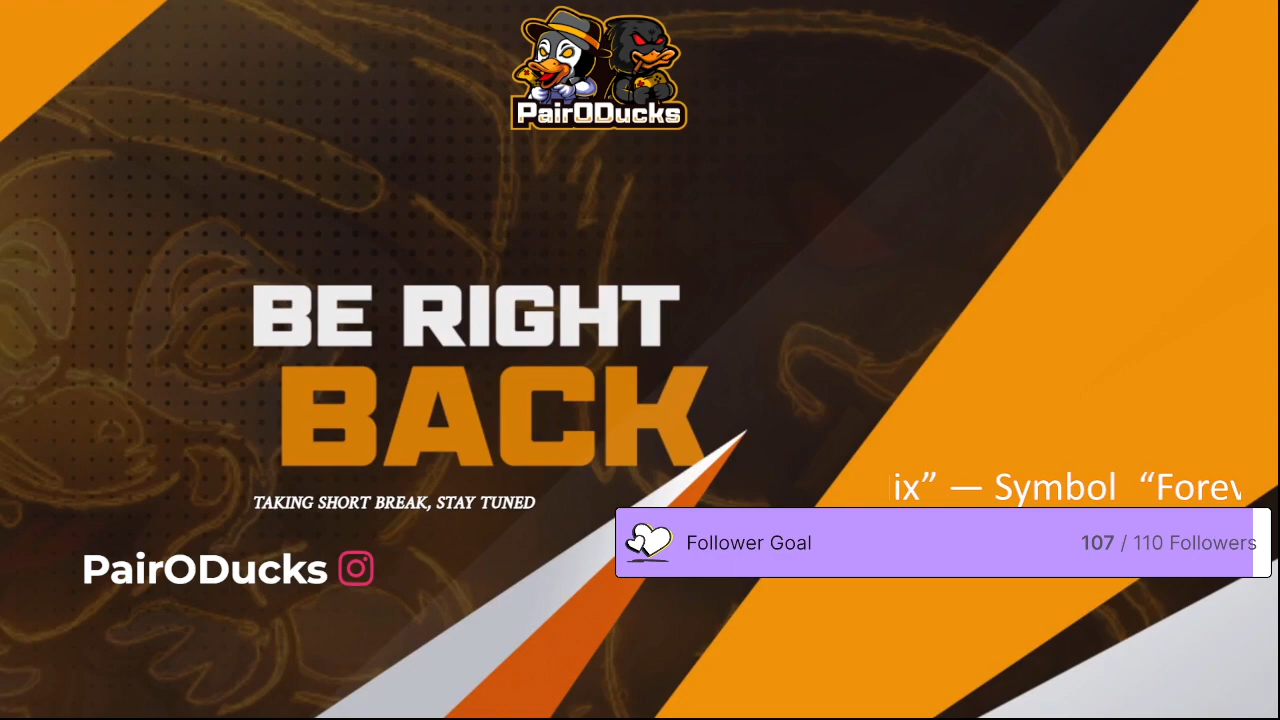 PairODucks
BE RIGHT
BACK
TAKING SHORT BREAK, STAY TUNED
ix” — Symbol “Forev
Follower Goal 107 / 110 Followers
PairODucks